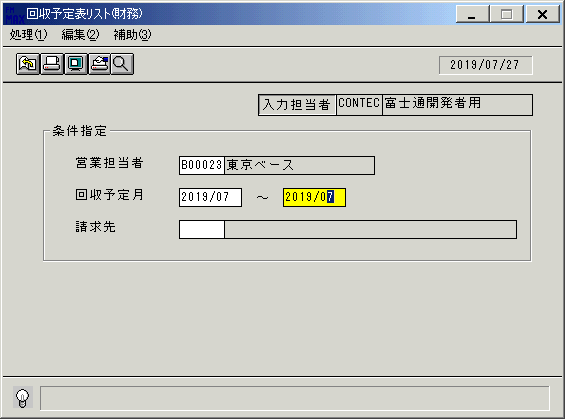 回収予定表リスト(財務)
処理(1) 編集(2) 補助(3)
2019/07/27
入力担当者 CONTEC 富士通開発者用
条件指定
営業担当者 B00023 東京ベース
回収予定月 2019/07 ～ 2019/07
請求先